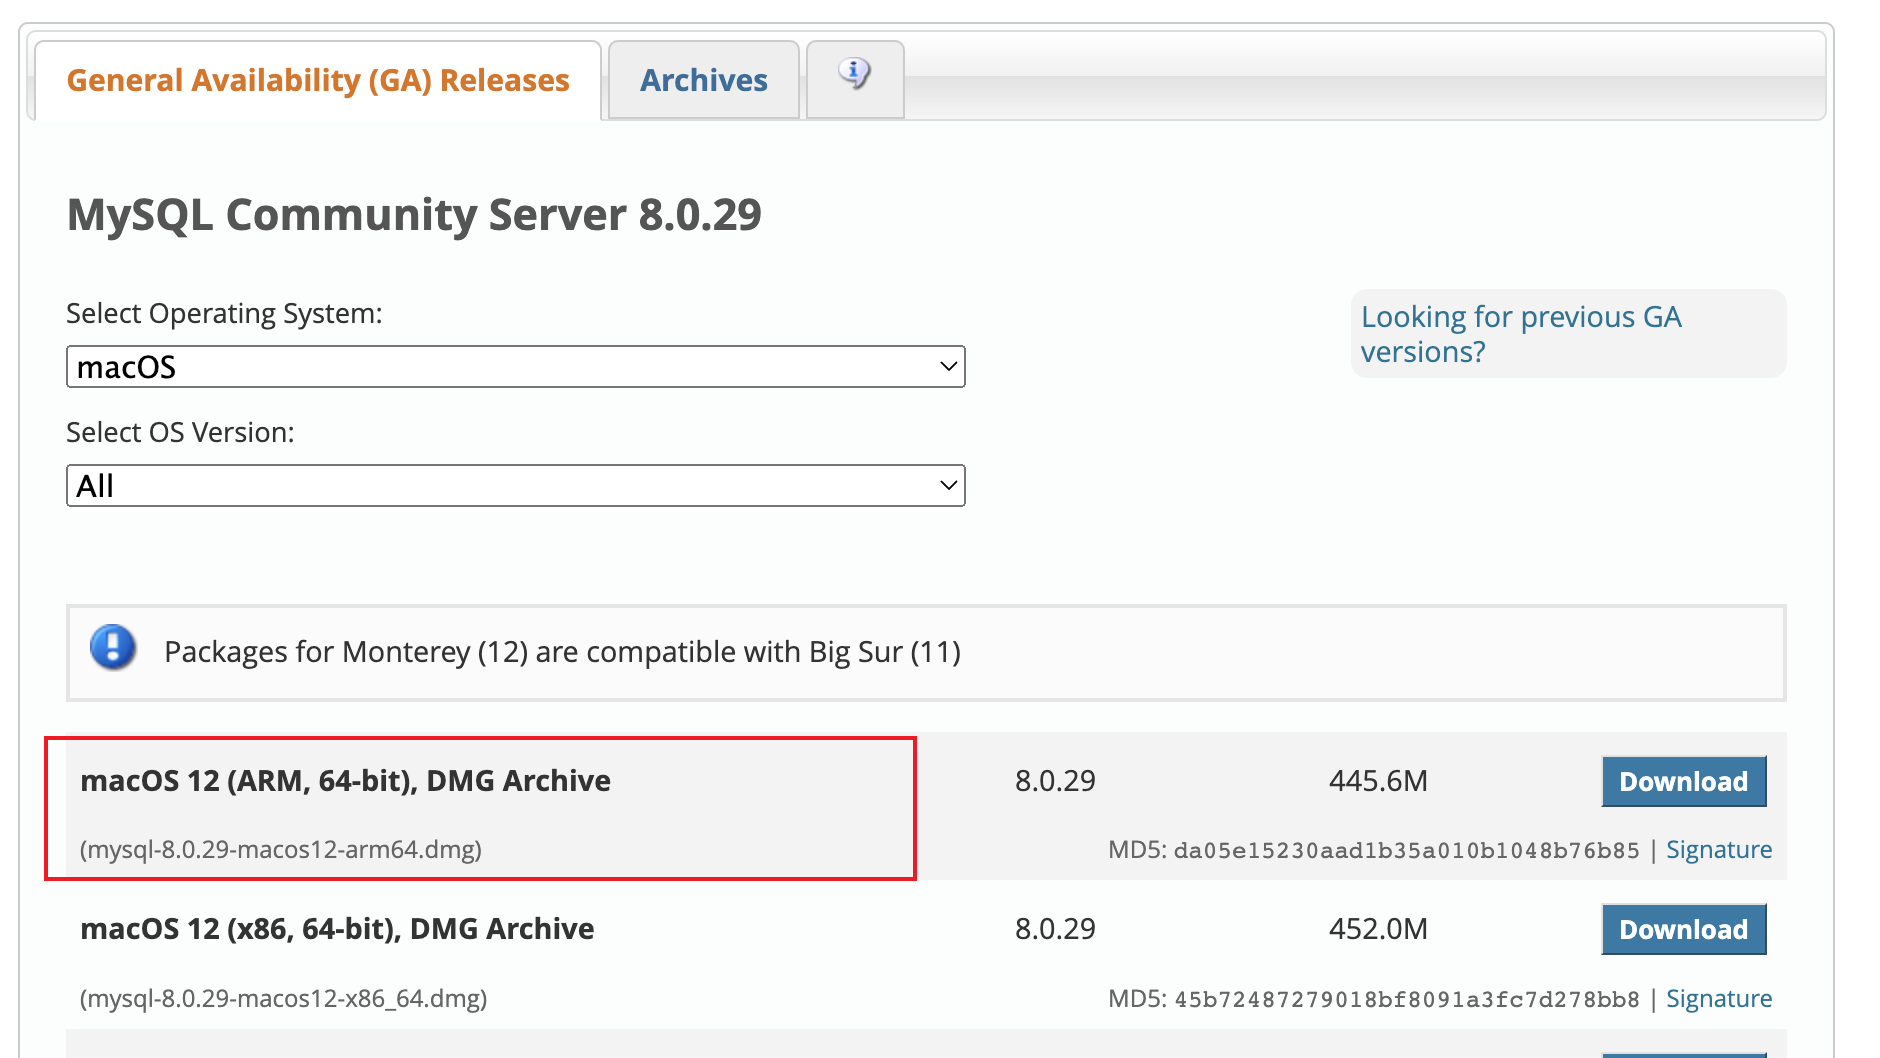 General Availability (GA) Releases
Archives
MySQL Community Server 8.0.29
Select Operating System:
Looking for previous GA
versions?
macOS
Select OS Version:
All
Packages for Monterey (12) are compatible with Big Sur (11)
macOS 12 (ARM, 64-bit), DMG Archive 8.0.29 445.6M Download
(mysql-8.0.29-macos12-arm64.dmg) MD5: da05e15230aad1b35a010b1048b76b85 | Signature
macOS 12 (x86, 64-bit), DMG Archive 8.0.29 452.0M Download
(mysql-8.0.29-macos12-x86_64.dmg) MD5: 45b72487279018bf8091a3fc7d278bb8 | Signature